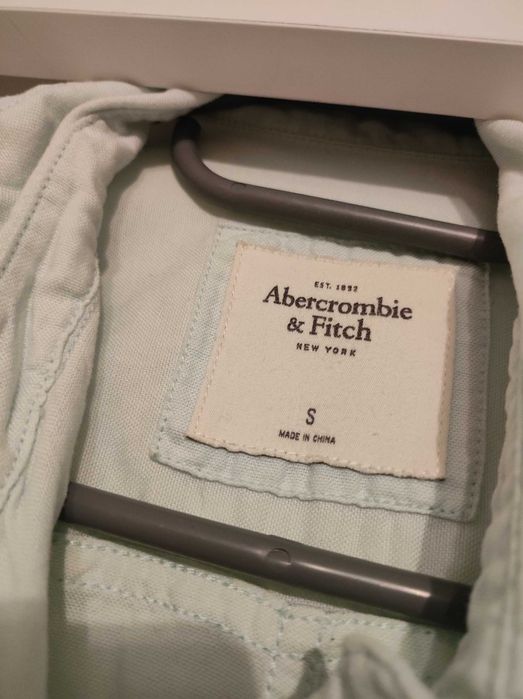 EST. 1892
Abercrombie
& Fitch
NEW YORK
S
MADE IN CHINA